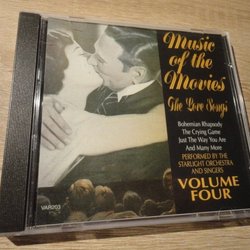 Music
of the
Movies
The Love Songs
Bohemian Rhapsody
The Crying Game
Just The Way You Are
And Many More
PERFORMED BY THE
STARLIGHT ORCHESTRA
AND SINGERS
VOLUME
FOUR
VAR203